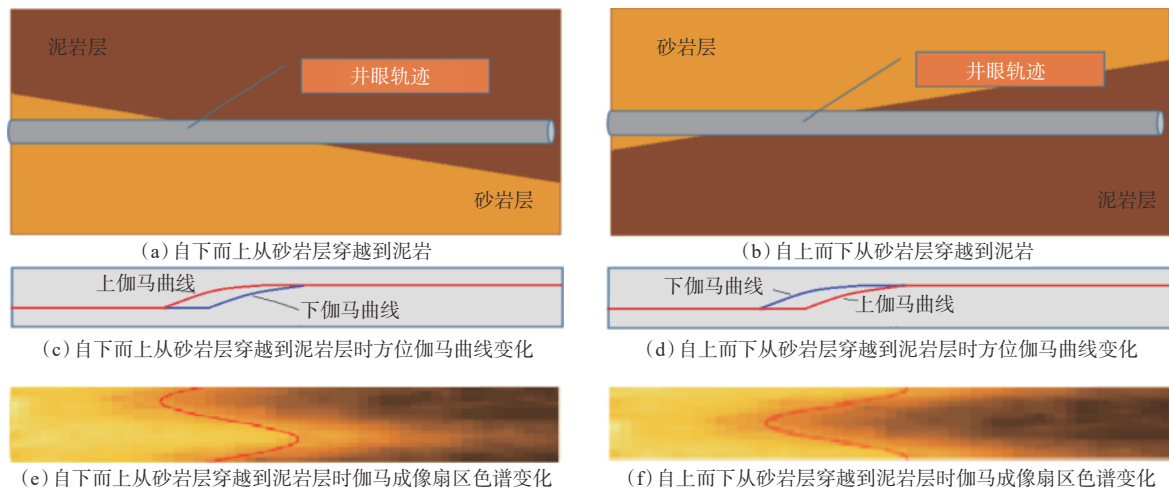 泥岩层
井眼轨迹
砂岩层
砂岩层
井眼轨迹
泥岩层
(a)自下而上从砂岩层穿越到泥岩
(b)自上而下从砂岩层穿越到泥岩
上伽马曲线
下伽马曲线
下伽马曲线
上伽马曲线
(c)自下而上从砂岩层穿越到泥岩层时方位伽马曲线变化
(d)自上而下从砂岩层穿越到泥岩层时方位伽马曲线变化
(e)自下而上从砂岩层穿越到泥岩层时伽马成像扇区色谱变化
(f)自上而下从砂岩层穿越到泥岩层时伽马成像扇区色谱变化